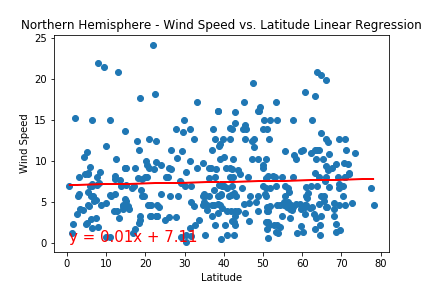 Northern Hemisphere - Wind Speed vs. Latitude Linear Regression
25
20
15
10
5
0
Wind Speed
y = 0.01x + 7.11
0 10 20 30 40 50 60 70 80
Latitude